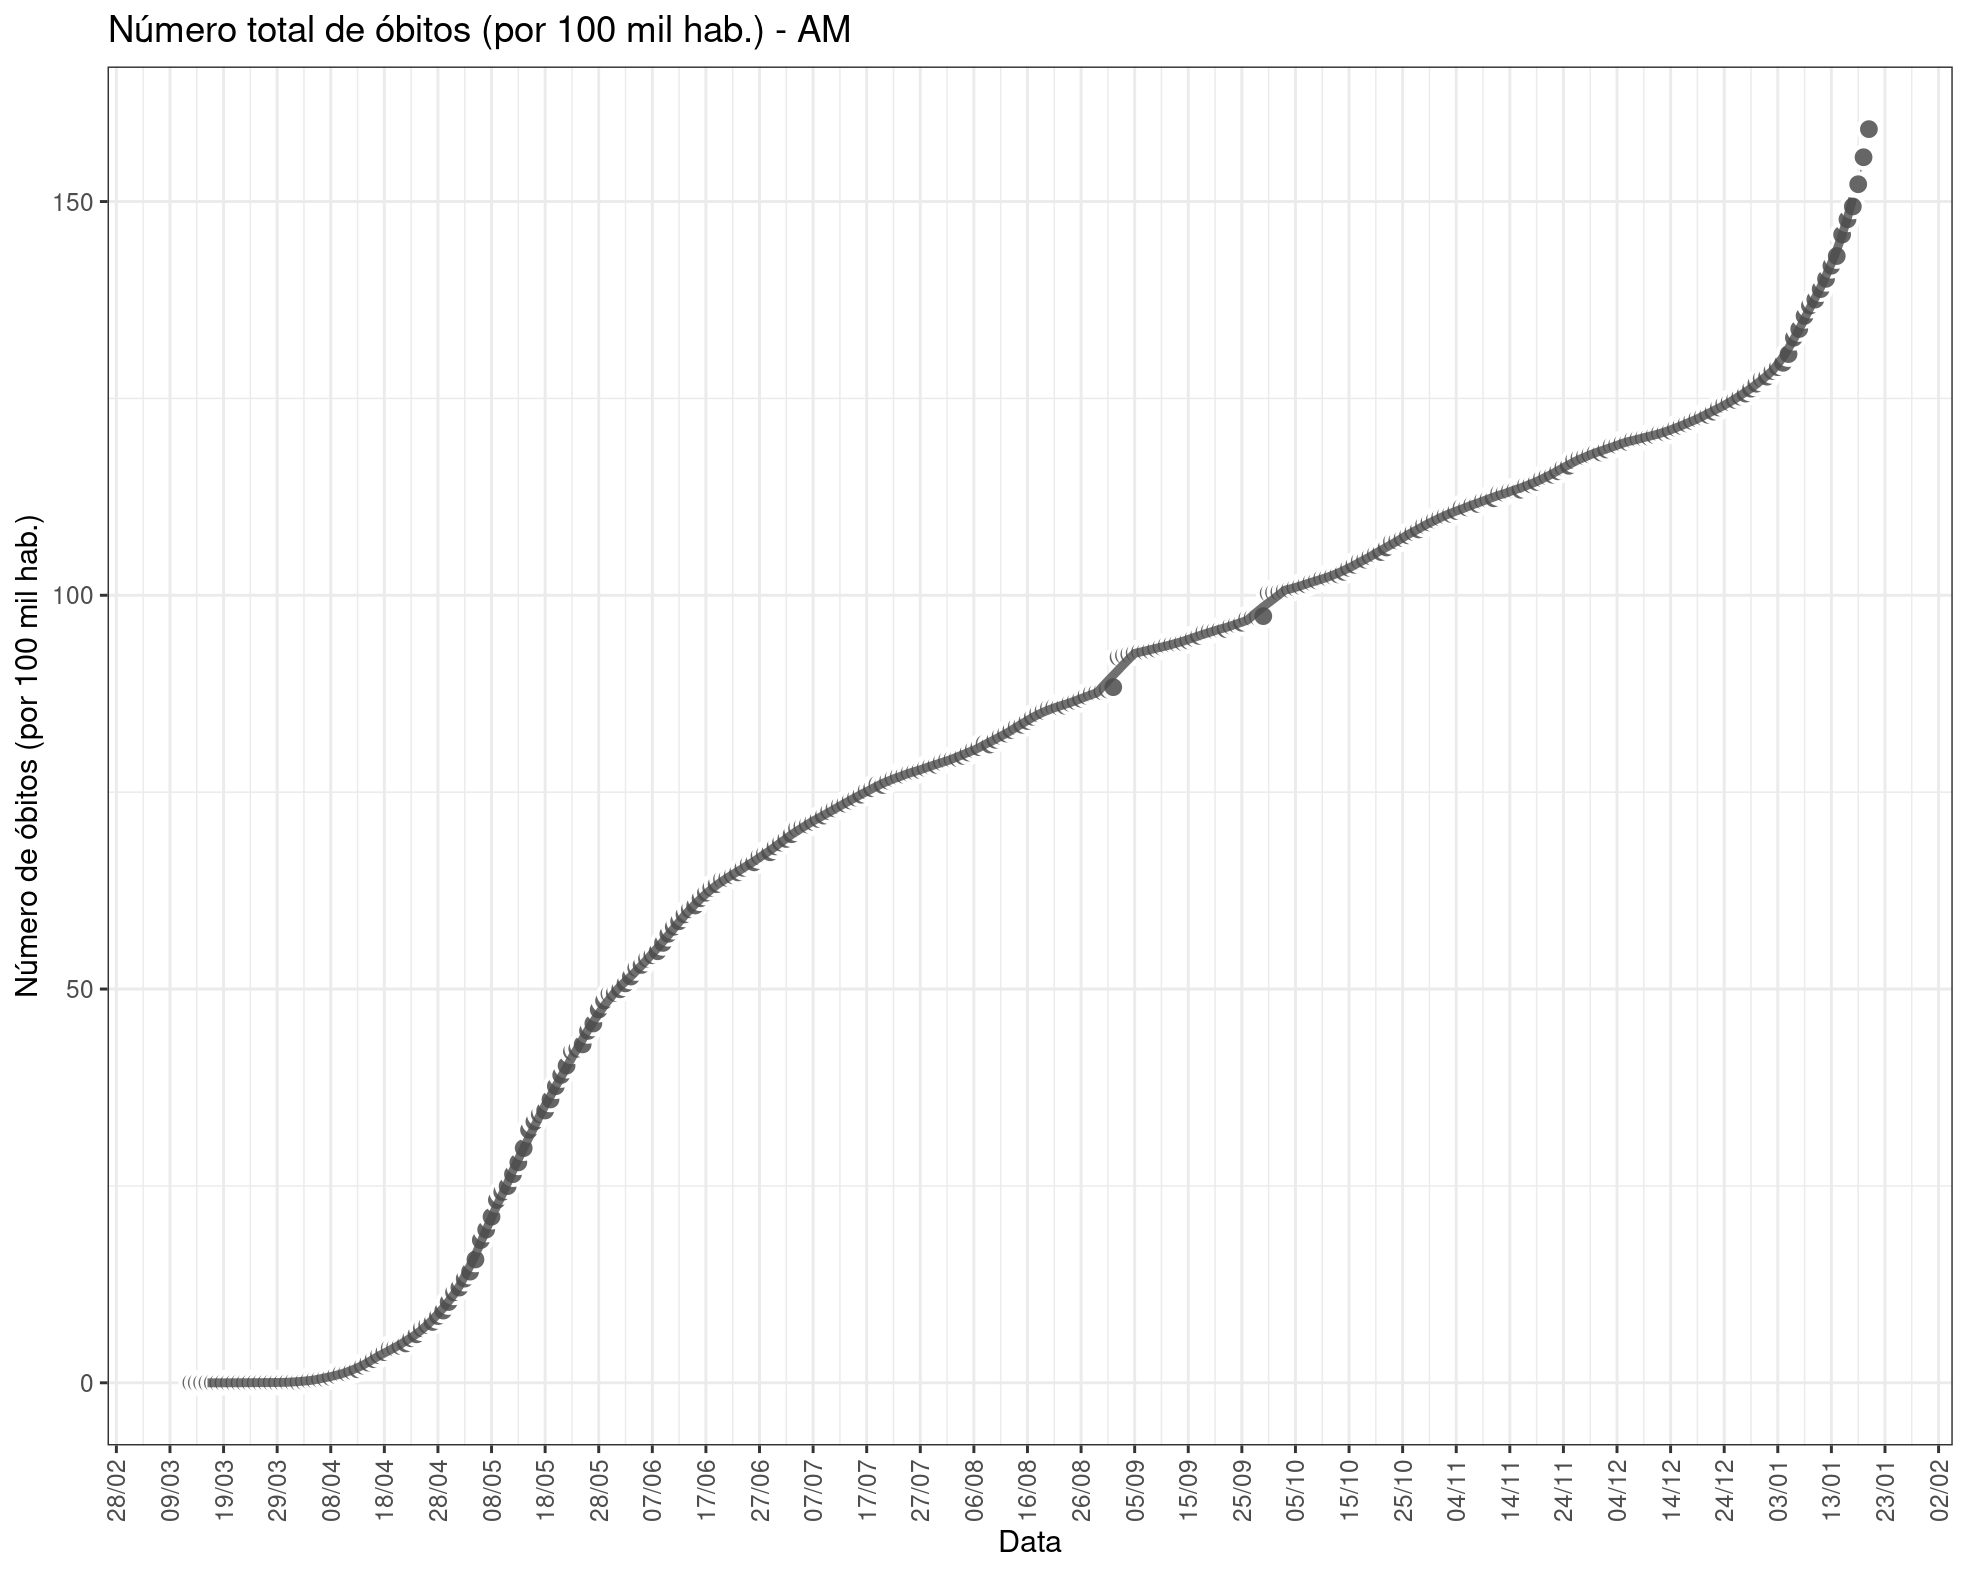 Número total de óbitos (por 100 mil hab.) - AM
Número de óbitos (por 100 mil hab.)
150
100
50
0
28/02 09/03 19/03 29/03 08/04 18/04 28/04 08/05 18/05 28/05 07/06 17/06 27/06 07/07 17/07 27/07 06/08 16/08 26/08 05/09 15/09 25/09 05/10 15/10 25/10 04/11 14/11 24/11 04/12 14/12 24/12 03/01 13/01 23/01 02/02
Data